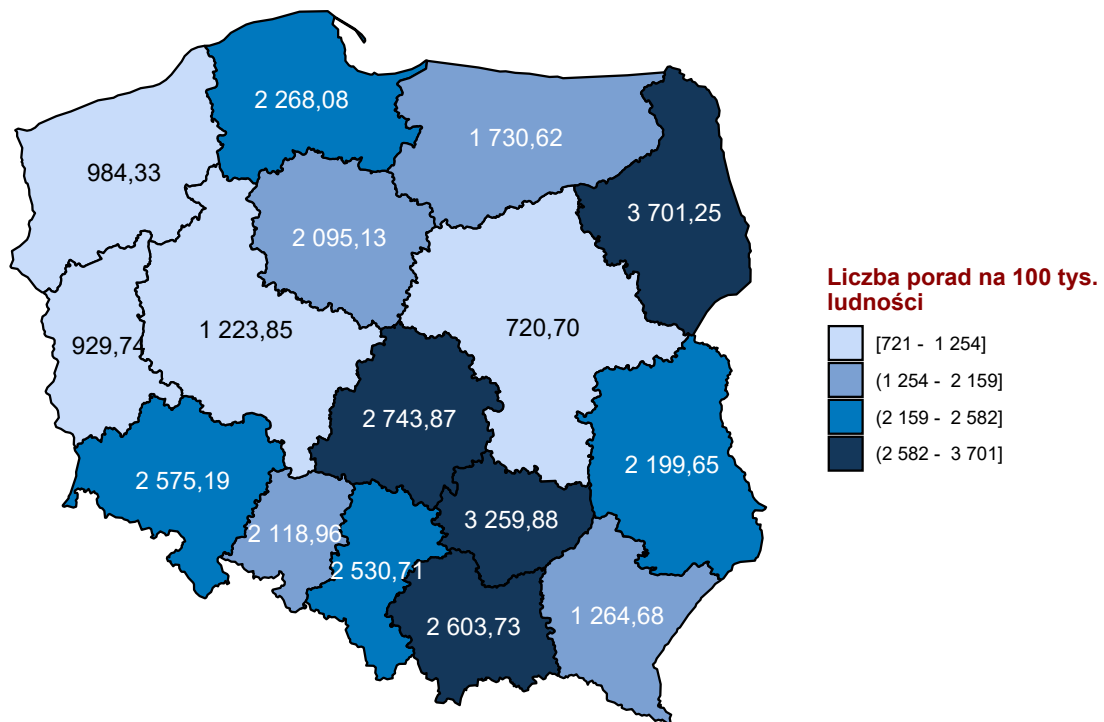 2 268,08
1 730,62
984,33
3 701,25
2 095,13
1 223,85
720,70
929,74
2 743,87
2 199,65
2 575,19
3 259,88
2 118,96
2 530,71
1 264,68
2 603,73
Liczba porad na 100 tys.
ludności
[721 - 1 254]
(1 254 - 2 159]
(2 159 - 2 582]
(2 582 - 3 701]